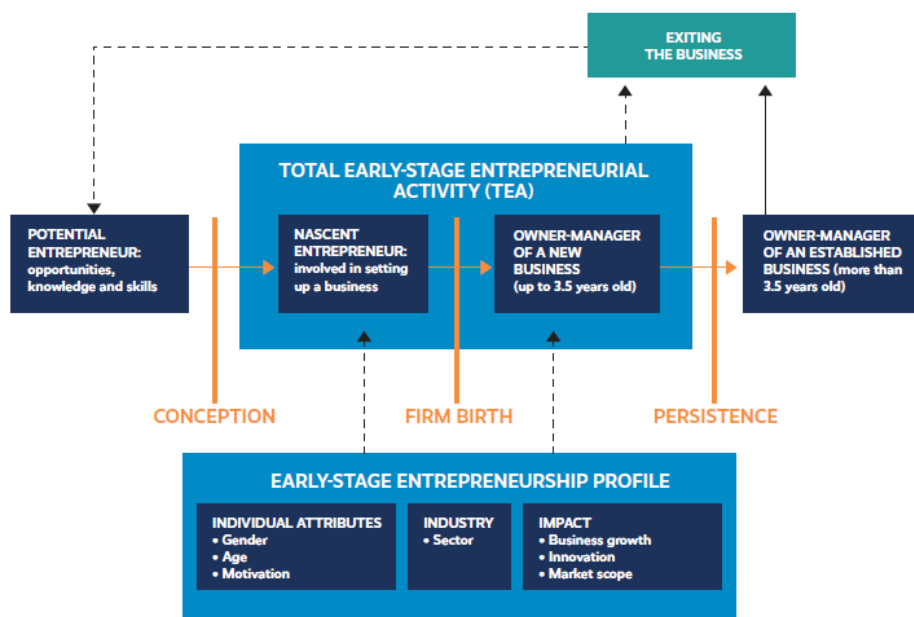 EXITING
THE BUSINESS
TOTAL EARLY-STAGE ENTREPRENEURIAL
ACTIVITY (TEA)
POTENTIAL
ENTREPRENEUR:
opportunities,
knowledge and skills
NASCENT
ENTREPRENEUR:
involved in setting
up a business
OWNER-MANAGER
OF A NEW
BUSINESS
(up to 3.5 years old)
OWNER-MANAGER
OF AN ESTABLISHED
BUSINESS (more than
3.5 years old)
CONCEPTION
FIRM BIRTH
PERSISTENCE
EARLY-STAGE ENTREPRENEURSHIP PROFILE
INDIVIDUAL ATTRIBUTES
• Gender
• Age
• Motivation
INDUSTRY
• Sector
IMPACT
• Business growth
• Innovation
• Market scope